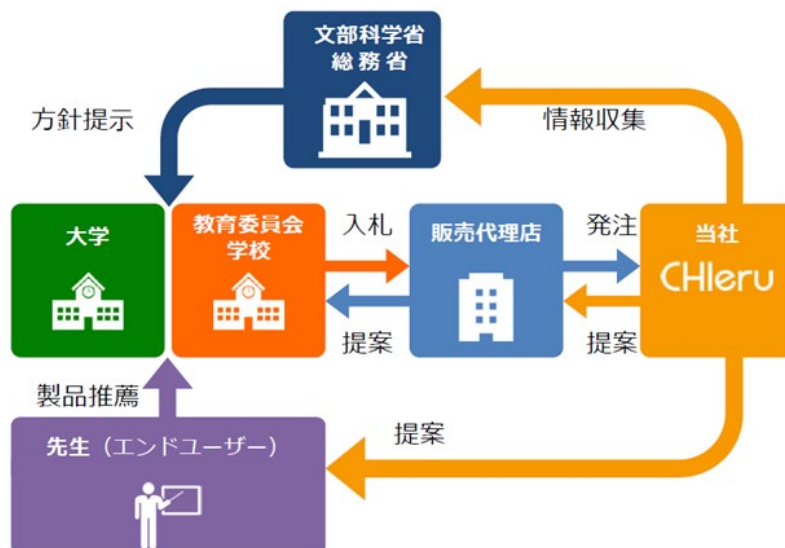 文部科学省
総務省
方針提示
情報収集
大学
教育委員会
学校
入札
販売代理店
発注
当社
CHIeru
提案
提案
製品推薦
先生（エンドユーザー）
提案